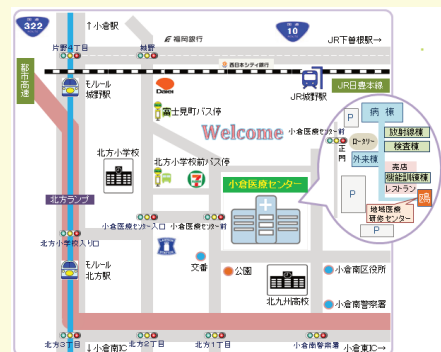 国道
322
↑小倉駅
国道
10
福岡銀行
JR下曽根駅→
片野4丁目
城野
西日本シティ銀行
都市高速
モノレール
城野駅
JR城野駅
JR日豊本線
富士見町バス停
Welcome
小倉医療センター前
正門
P
病棟
ロータリー
外来棟
放射線棟
検査棟
売店
機能訓練棟
レストラン
P
地域医療
研修センター
P
北方小学校
北方小学校前バス停
小倉医療センター
北方ランプ
小倉医療センター入口
小倉医療センター前
北方小学校入り口
モノレール
北方駅
交番
公園
北九州高校
小倉南区役所
小倉南警察署
北方3丁目
↓小倉南IC
北方2丁目
北方1丁目
小倉南警察署
小倉東IC→